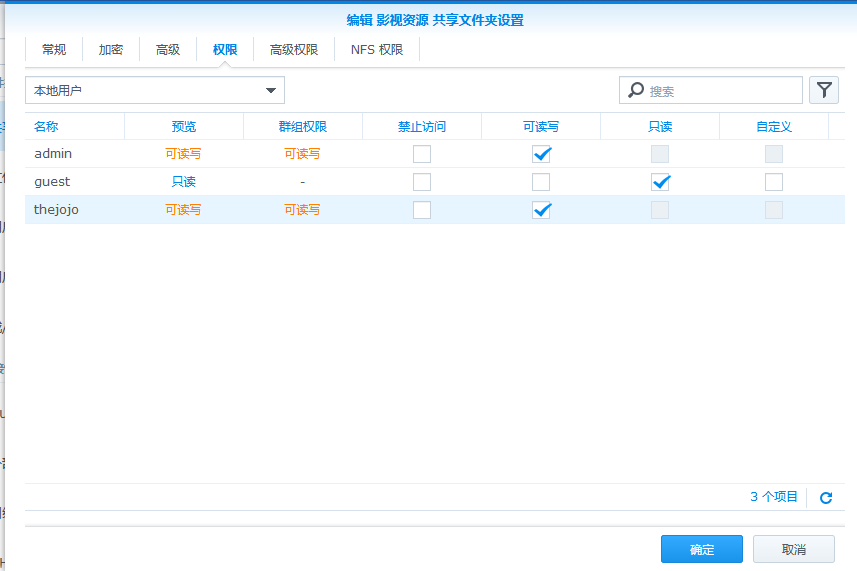 编辑 影视资源 共享文件夹设置
常规 加密 高级 权限 高级权限 NFS 权限
本地用户 搜索
名称 预览 群组权限 禁止访问 可读写 只读 自定义
admin 可读写 可读写
guest 只读 -
thejojo 可读写 可读写
3 个项目
确定 取消